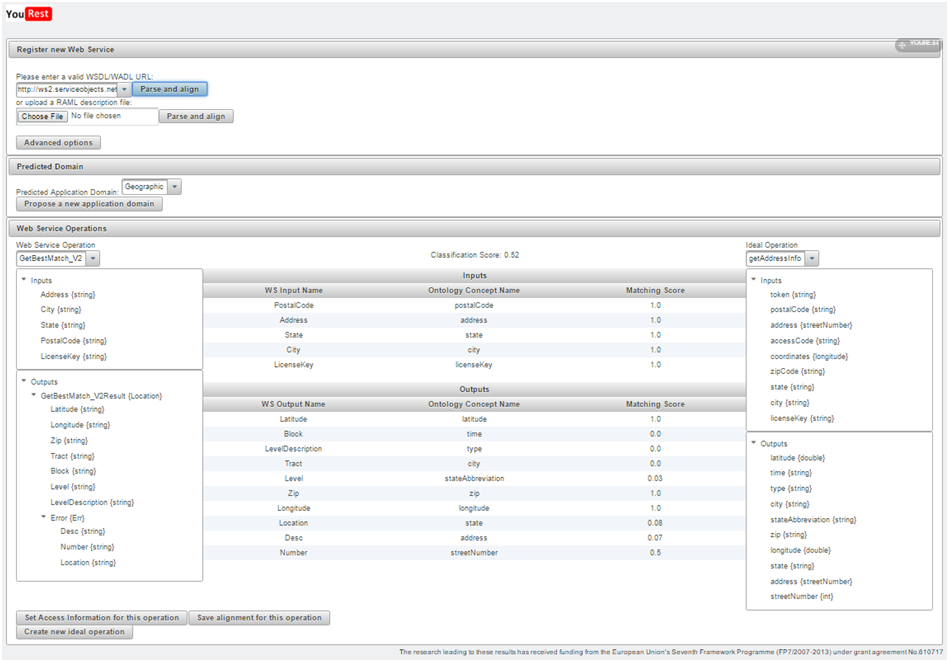 You Rest
Register new Web Service
YOUREST
Please enter a valid WSDL/WADL URL:
http://ws2.serviceobjects.net Parse and align
or upload a RAML description file:
Choose File No file chosen Parse and align
Advanced options
Predicted Domain
Predicted Application Domain: Geographic
Propose a new application domain
Web Service Operations
Web Service Operation
GetBestMatch_V2
Inputs
Address {string}
City {string}
State {string}
PostalCode {string}
LicenseKey {string}
Outputs
GetBestMatch_V2Result {Location}
Latitude {string}
Longitude {string}
Zip {string}
Tract {string}
Block {string}
Level {string}
LevelDescription {string}
Error {Err}
Desc {string}
Number {string}
Location {string}
Classification Score: 0.52
Inputs
WS Input Name Ontology Concept Name Matching Score
PostalCode postalCode 1.0
Address address 1.0
State state 1.0
City city 1.0
LicenseKey licenseKey 1.0
Outputs
WS Output Name Ontology Concept Name Matching Score
Latitude latitude 1.0
Block time 0.0
LevelDescription type 0.0
Tract city 0.0
Level stateAbbreviation 0.03
Zip zip 1.0
Longitude longitude 1.0
Location state 0.08
Desc address 0.07
Number streetNumber 0.5
Ideal Operation
getAddressInfo
Inputs
token {string}
postalCode {string}
address {streetNumber}
accessCode {string}
coordinates {longitude}
zipCode {string}
state {string}
city {string}
licenseKey {string}
Outputs
latitude {double}
time {string}
type {string}
city {string}
stateAbbreviation {string}
zip {string}
longitude {double}
state {string}
address {streetNumber}
streetNumber {int}
Set Access Information for this operation Save alignment for this operation
Create new ideal operation
The research leading to these results has received funding from the European Union's Seventh Framework Programme (FP7/2007-2013) under grant agreement No.610717